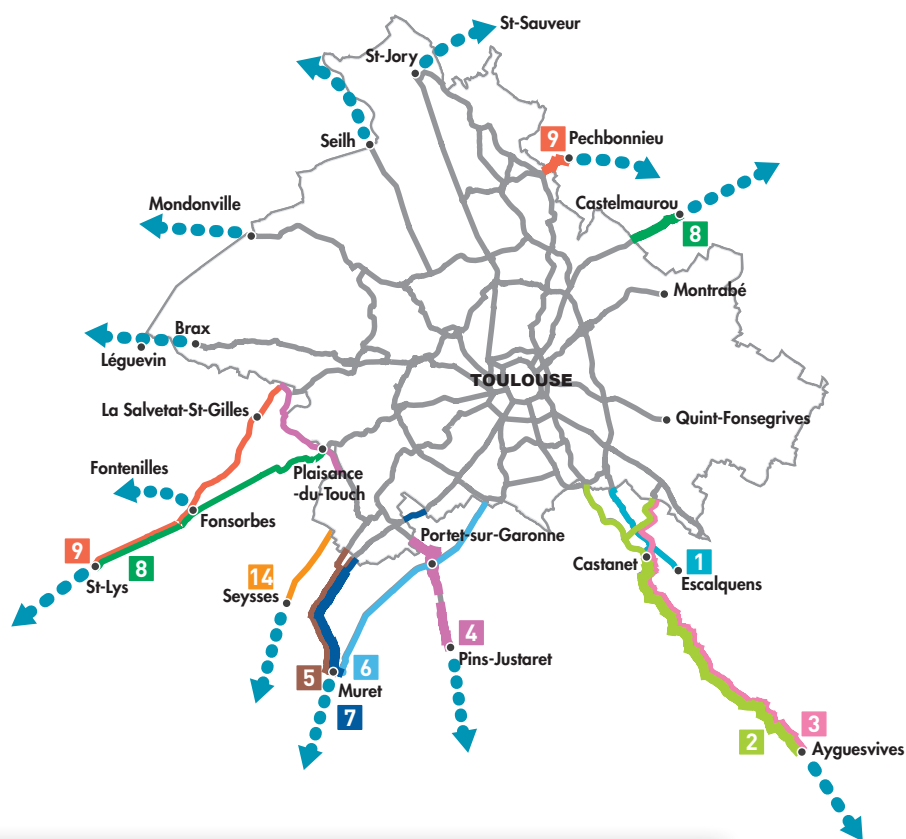 St-Sauveur
St-Jory
9 Pechbonnieu
Seilh
Castelmaurou
Mondonville
8
Montrabé
Brax
Léguevin
TOULOUSE
La Salvetat-St-Gilles
Quint-Fonsegrives
Fontenilles
Plaisance
-du-Touch
Fonsorbes
Portet-sur-Garonne
9
8
St-Lys
14
Seysses
Castanet
1
Escalquens
4
Pins-Justaret
5
6
Muret
7
3
2
Ayguesvives